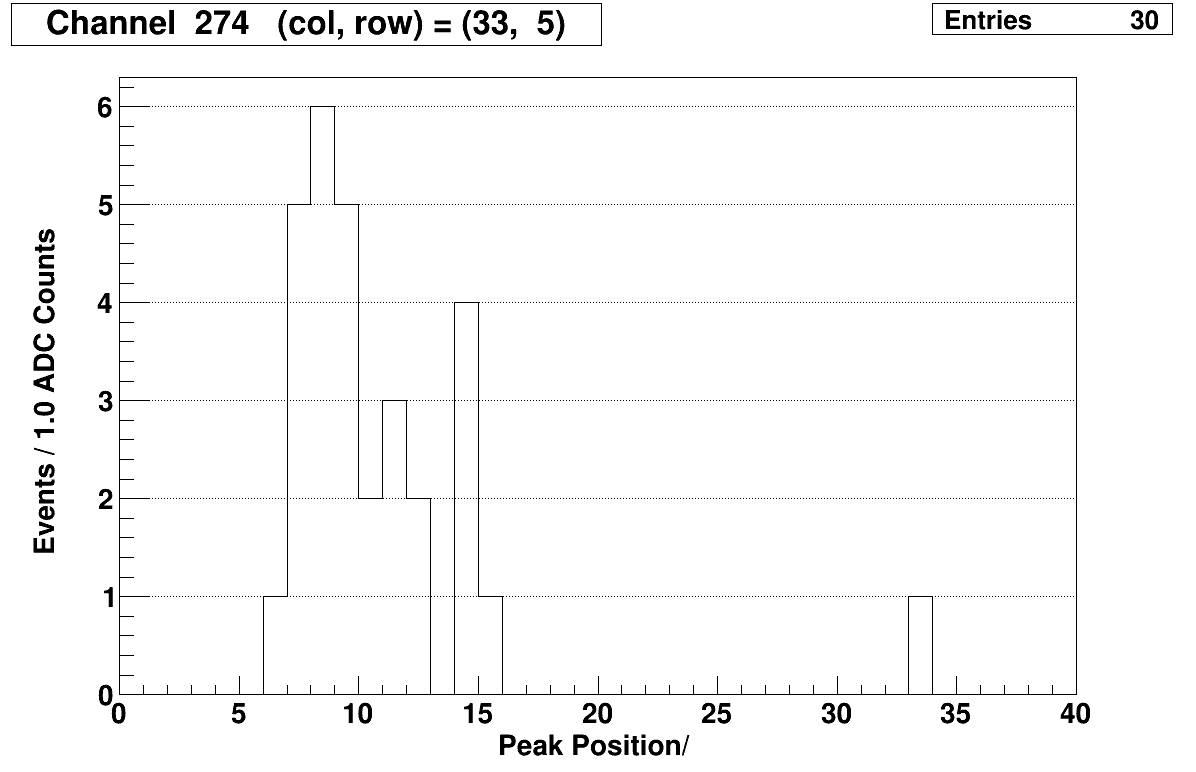 Channel 274 (col, row) = (33, 5)
Entries 30
6
5
4
3
2
1
0
Events / 1.0 ADC Counts
0 5 10 15 20 25 30 35 40
Peak Position/